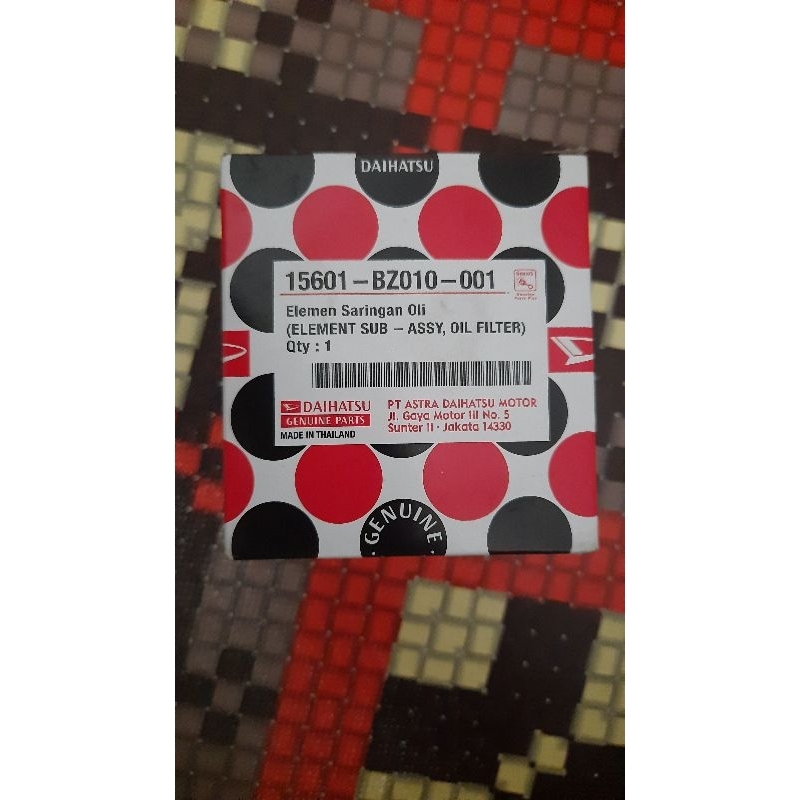 DAIHATSU
15601-BZ010-001
Elemen Saringan Oli
(ELEMENT SUB - ASSY, OIL FILTER)
Qty : 1
DAIHATSU
GENUINE PARTS
MADE IN THAILAND
PT ASTRA DAIHATSU MOTOR
Jl. Gaya Motor III No. 5
Sunter II - Jakata 14330
· GENUINE ·